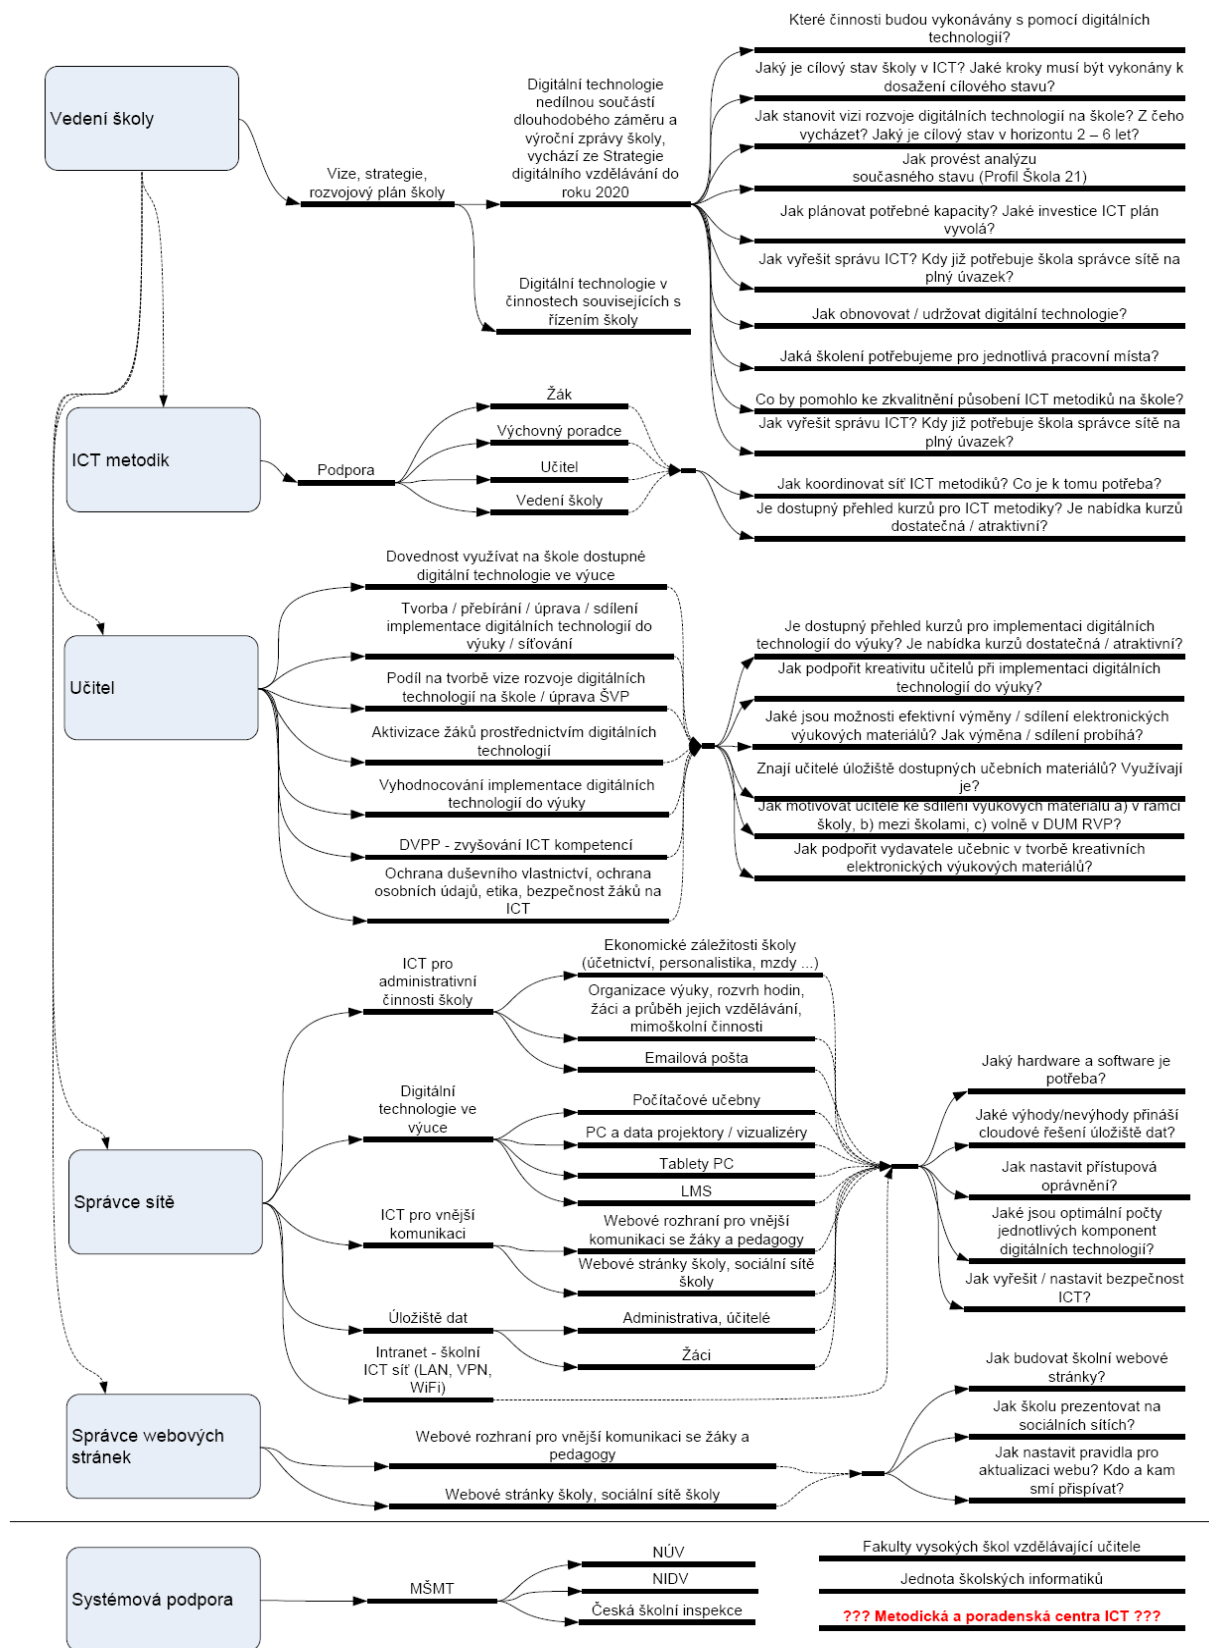 Vedení školy
Vize, strategie,
rozvojový plán školy
Digitální technologie
nedílnou součástí
dlouhodobého záměru a
výroční zprávy školy,
vychází ze Strategie
digitálního vzdělávání do
roku 2020
Digitální technologie v
činnostech souvisejících s
řízením školy
Které činnosti budou vykonávány s pomocí digitálních
technologií?
Jaký je cílový stav školy v ICT? Jaké kroky musí být vykonány k
dosažení cílového stavu?
Jak stanovit vizi rozvoje digitálních technologií na škole? Z čeho
vycházet? Jaký je cílový stav v horizontu 2 – 6 let?
Jak provést analýzu
současného stavu (Profil Škola 21)
Jak plánovat potřebné kapacity? Jaké investice ICT plán
vyvolá?
Jak vyřešit správu ICT? Kdy již potřebuje škola správce sítě na
plný úvazek?
Jak obnovovat / udržovat digitální technologie?
Jaká školení potřebujeme pro jednotlivá pracovní místa?
Co by pomohlo ke zkvalitnění působení ICT metodiků na škole?
Jak vyřešit správu ICT? Kdy již potřebuje škola správce sítě na
plný úvazek?
ICT metodik
Podpora
Žák
Výchovný poradce
Učitel
Vedení školy
Jak koordinovat síť ICT metodiků? Co je k tomu potřeba?
Je dostupný přehled kurzů pro ICT metodiky? Je nabídka kurzů
dostatečná / atraktivní?
Učitel
Dovednost využívat na škole dostupné
digitální technologie ve výuce
Tvorba / přebírání / úprava / sdílení
implementace digitálních technologií do
výuky / síťování
Podíl na tvorbě vize rozvoje digitálních
technologií na škole / úprava ŠVP
Aktivizace žáků prostřednictvím digitálních
technologií
Vyhodnocování implementace digitálních
technologií do výuky
DVPP - zvyšování ICT kompetencí
Ochrana duševního vlastnictví, ochrana
osobních údajů, etika, bezpečnost žáků na
ICT
Je dostupný přehled kurzů pro implementaci digitálních
technologií do výuky? Je nabídka kurzů dostatečná / atraktivní?
Jak podpořit kreativitu učitelů při implementaci digitálních
technologií do výuky?
Jaké jsou možnosti efektivní výměny / sdílení elektronických
výukových materiálů? Jak výměna / sdílení probíhá?
Znají učitelé úložiště dostupných učebních materiálů? Využívají
je?
Jak motivovat učitele ke sdílení výukových materiálů a) v rámci
školy, b) mezi školami, c) volně v DUM RVP?
Jak podpořit vydavatele učebnic v tvorbě kreativních
elektronických výukových materiálů?
Správce sítě
ICT pro
administrativní
činnosti školy
Ekonomické záležitosti školy
(účetnictví, personalistika, mzdy ...)
Organizace výuky, rozvrh hodin,
žáci a průběh jejich vzdělávání,
mimoškolní činnosti
Emailová pošta
Digitální
technologie ve
výuce
Počítačové učebny
PC a data projektory / vizualizéry
Tablety PC
LMS
ICT pro vnější
komunikaci
Webové rozhraní pro vnější
komunikaci se žáky a pedagogy
Webové stránky školy, sociální sítě
školy
Úložiště dat
Administrativa, účitelé
Žáci
Intranet - školní
ICT síť (LAN, VPN,
WiFi)
Jaký hardware a software je
potřeba?
Jaké výhody/nevýhody přináší
cloudové řešení úložiště dat?
Jak nastavit přístupová
oprávnění?
Jaké jsou optimální počty
jednotlivých komponent
digitálních technologií?
Jak vyřešit / nastavit bezpečnost
ICT?
Správce webových
stránek
Webové rozhraní pro vnější komunikaci se žáky a
pedagogy
Webové stránky školy, sociální sítě školy
Jak budovat školní webové
stránky?
Jak školu prezentovat na
sociálních sítích?
Jak nastavit pravidla pro
aktualizaci webu? Kdo a kam
smí přispívat?
Systémová podpora
MŠMT
NÚV
NIDV
Česká školní inspekce
Fakulty vysokých škol vzdělávající učitele
Jednota školských informatiků
??? Metodická a poradenská centra ICT ???